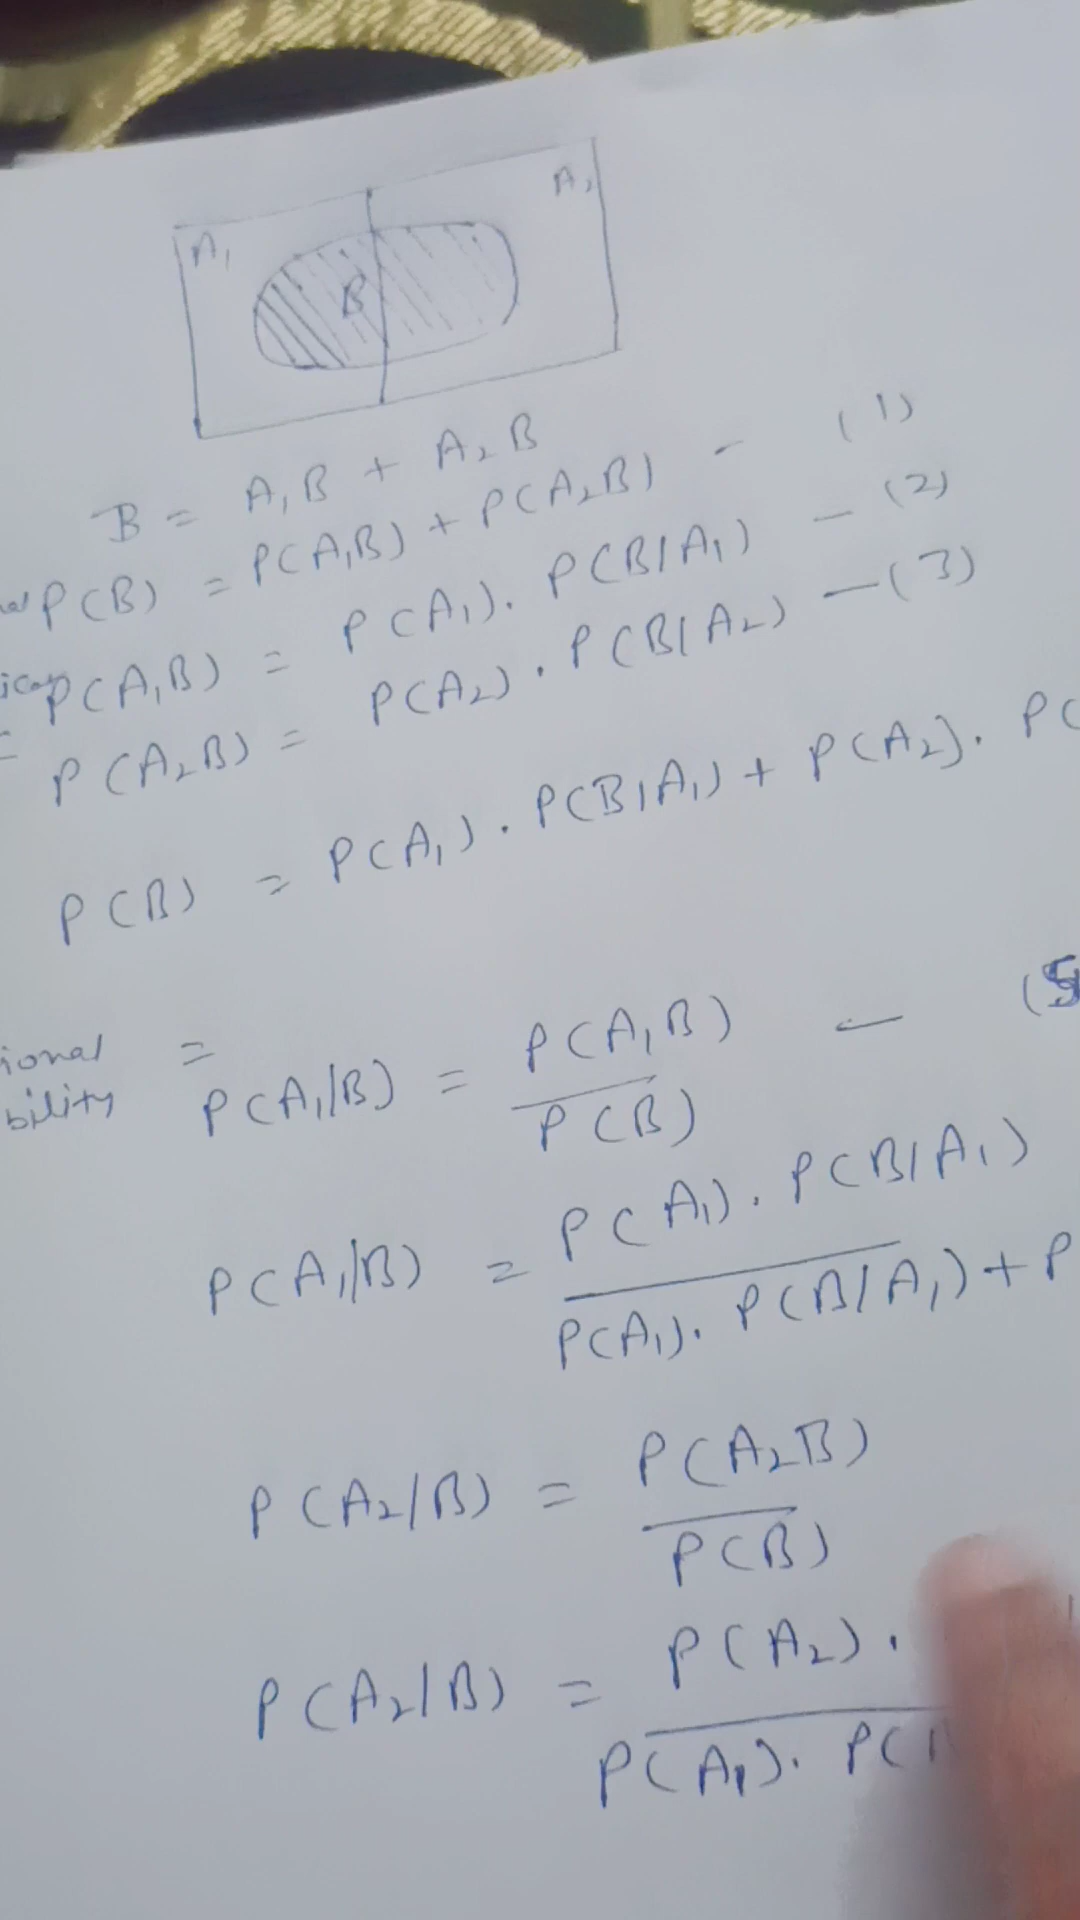 A₁ A₂
B
B = A₁B + A₂B
P(B) = P(A₁B) + P(A₂B) - (1)
P(A₁B) = P(A₁). P(B|A₁) - (2)
P(A₂B) = P(A₂). P(B|A₂) - (3)
P(B) = P(A₁). P(B|A₁) + P(A₂). P(
ional =
bility P(A₁|B) = P(A₁B) / P(B) - (5
P(A₁|B) = P(A₁). P(B|A₁) / P(A₁). P(B|A₁) + P
P(A₂|B) = P(A₂B) / P(B)
P(A₂|B) = P(A₂). / P(A₁). P(